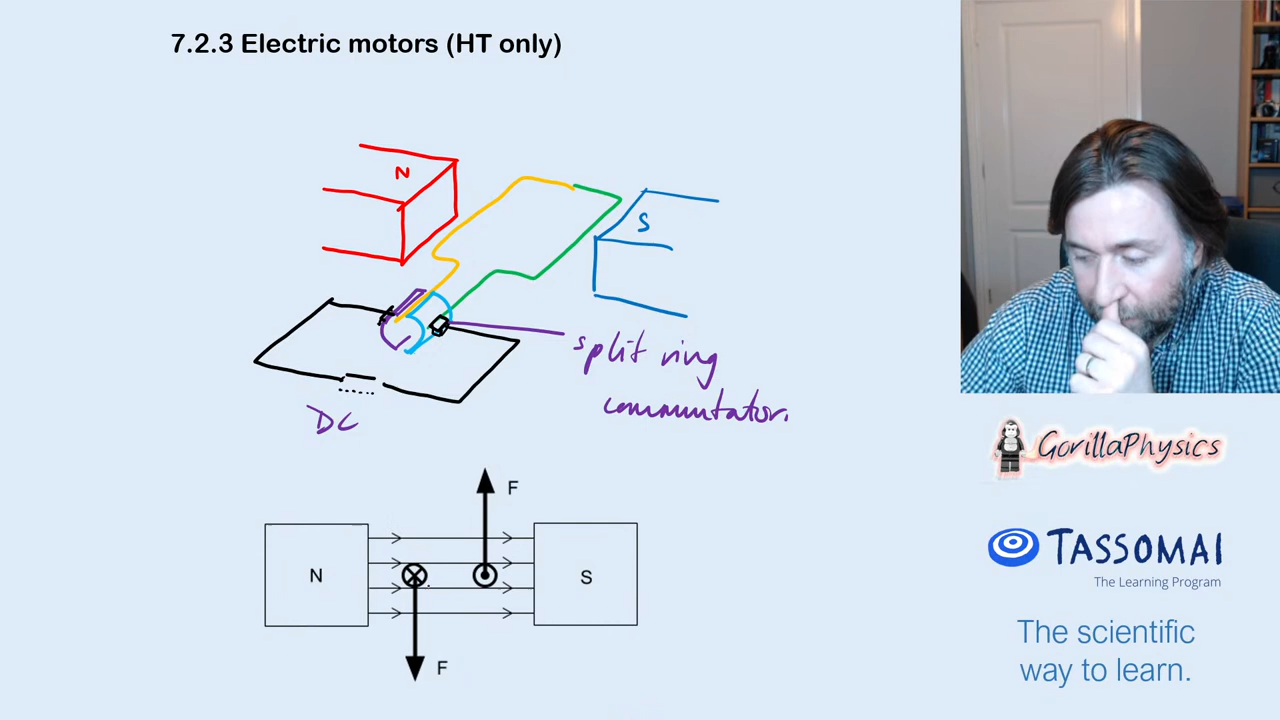 7.2.3 Electric motors (HT only)
N
S
split ring
commutator.
DC
F
N
S
F
GorillaPhysics
TASSOMAI
The Learning Program
The scientific
way to learn.